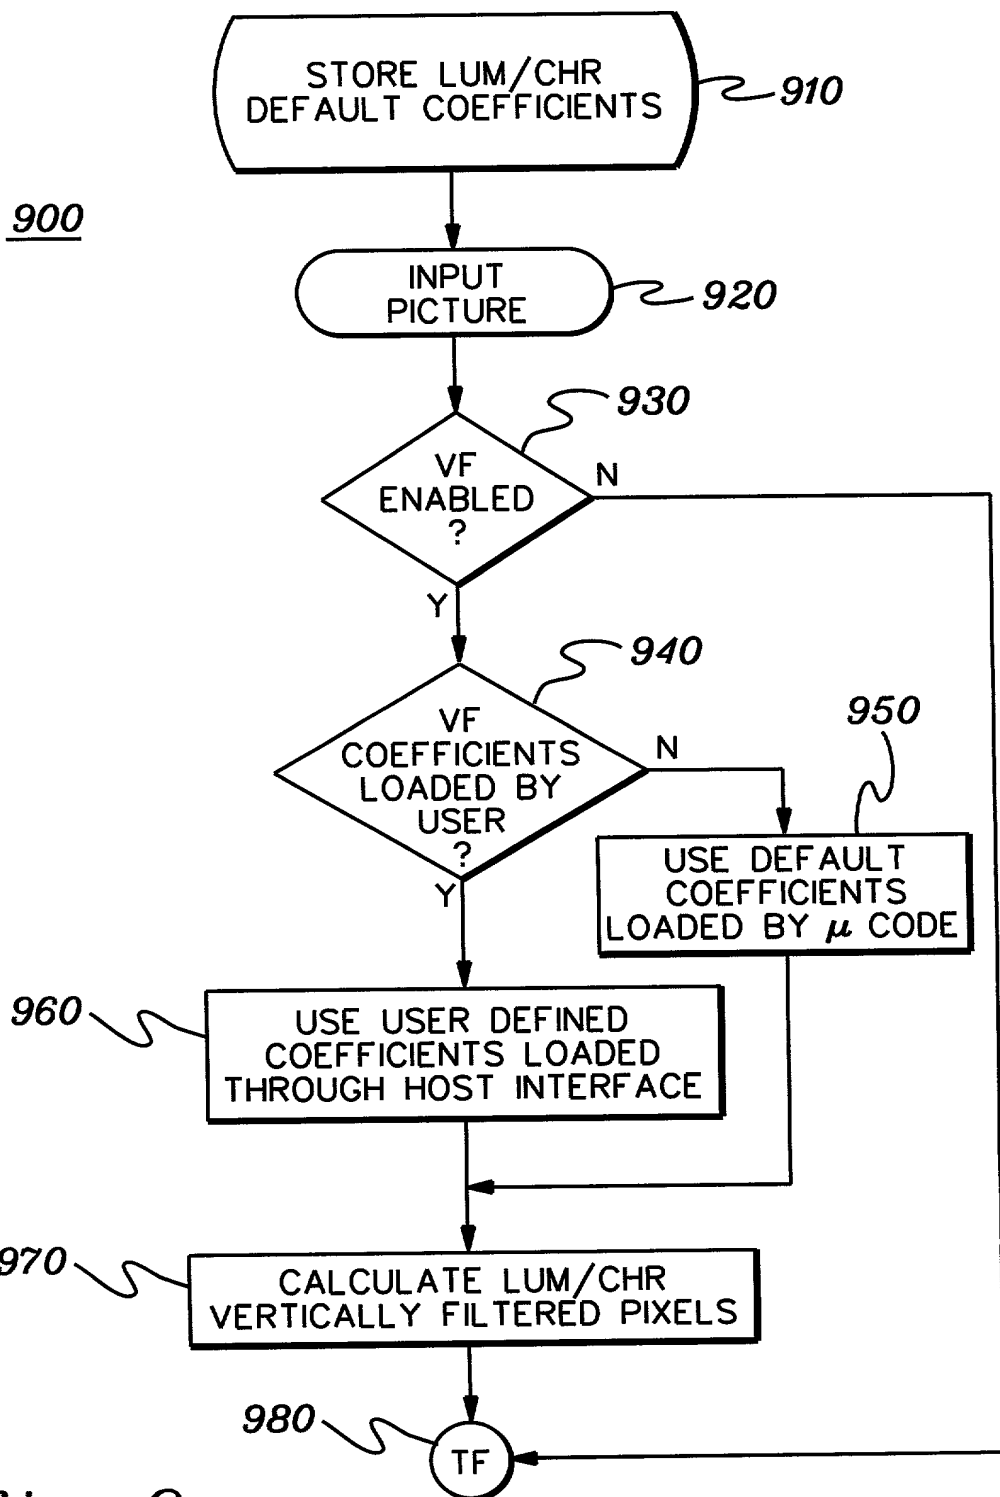 STORE LUM/CHR
DEFAULT COEFFICIENTS
910
900
INPUT
PICTURE
920
930
VF
ENABLED
?
N
Y
940
VF
COEFFICIENTS
LOADED BY
USER
?
N
Y
950
USE DEFAULT
COEFFICIENTS
LOADED BY μ CODE
960
USE USER DEFINED
COEFFICIENTS LOADED
THROUGH HOST INTERFACE
970
CALCULATE LUM/CHR
VERTICALLY FILTERED PIXELS
980
TF